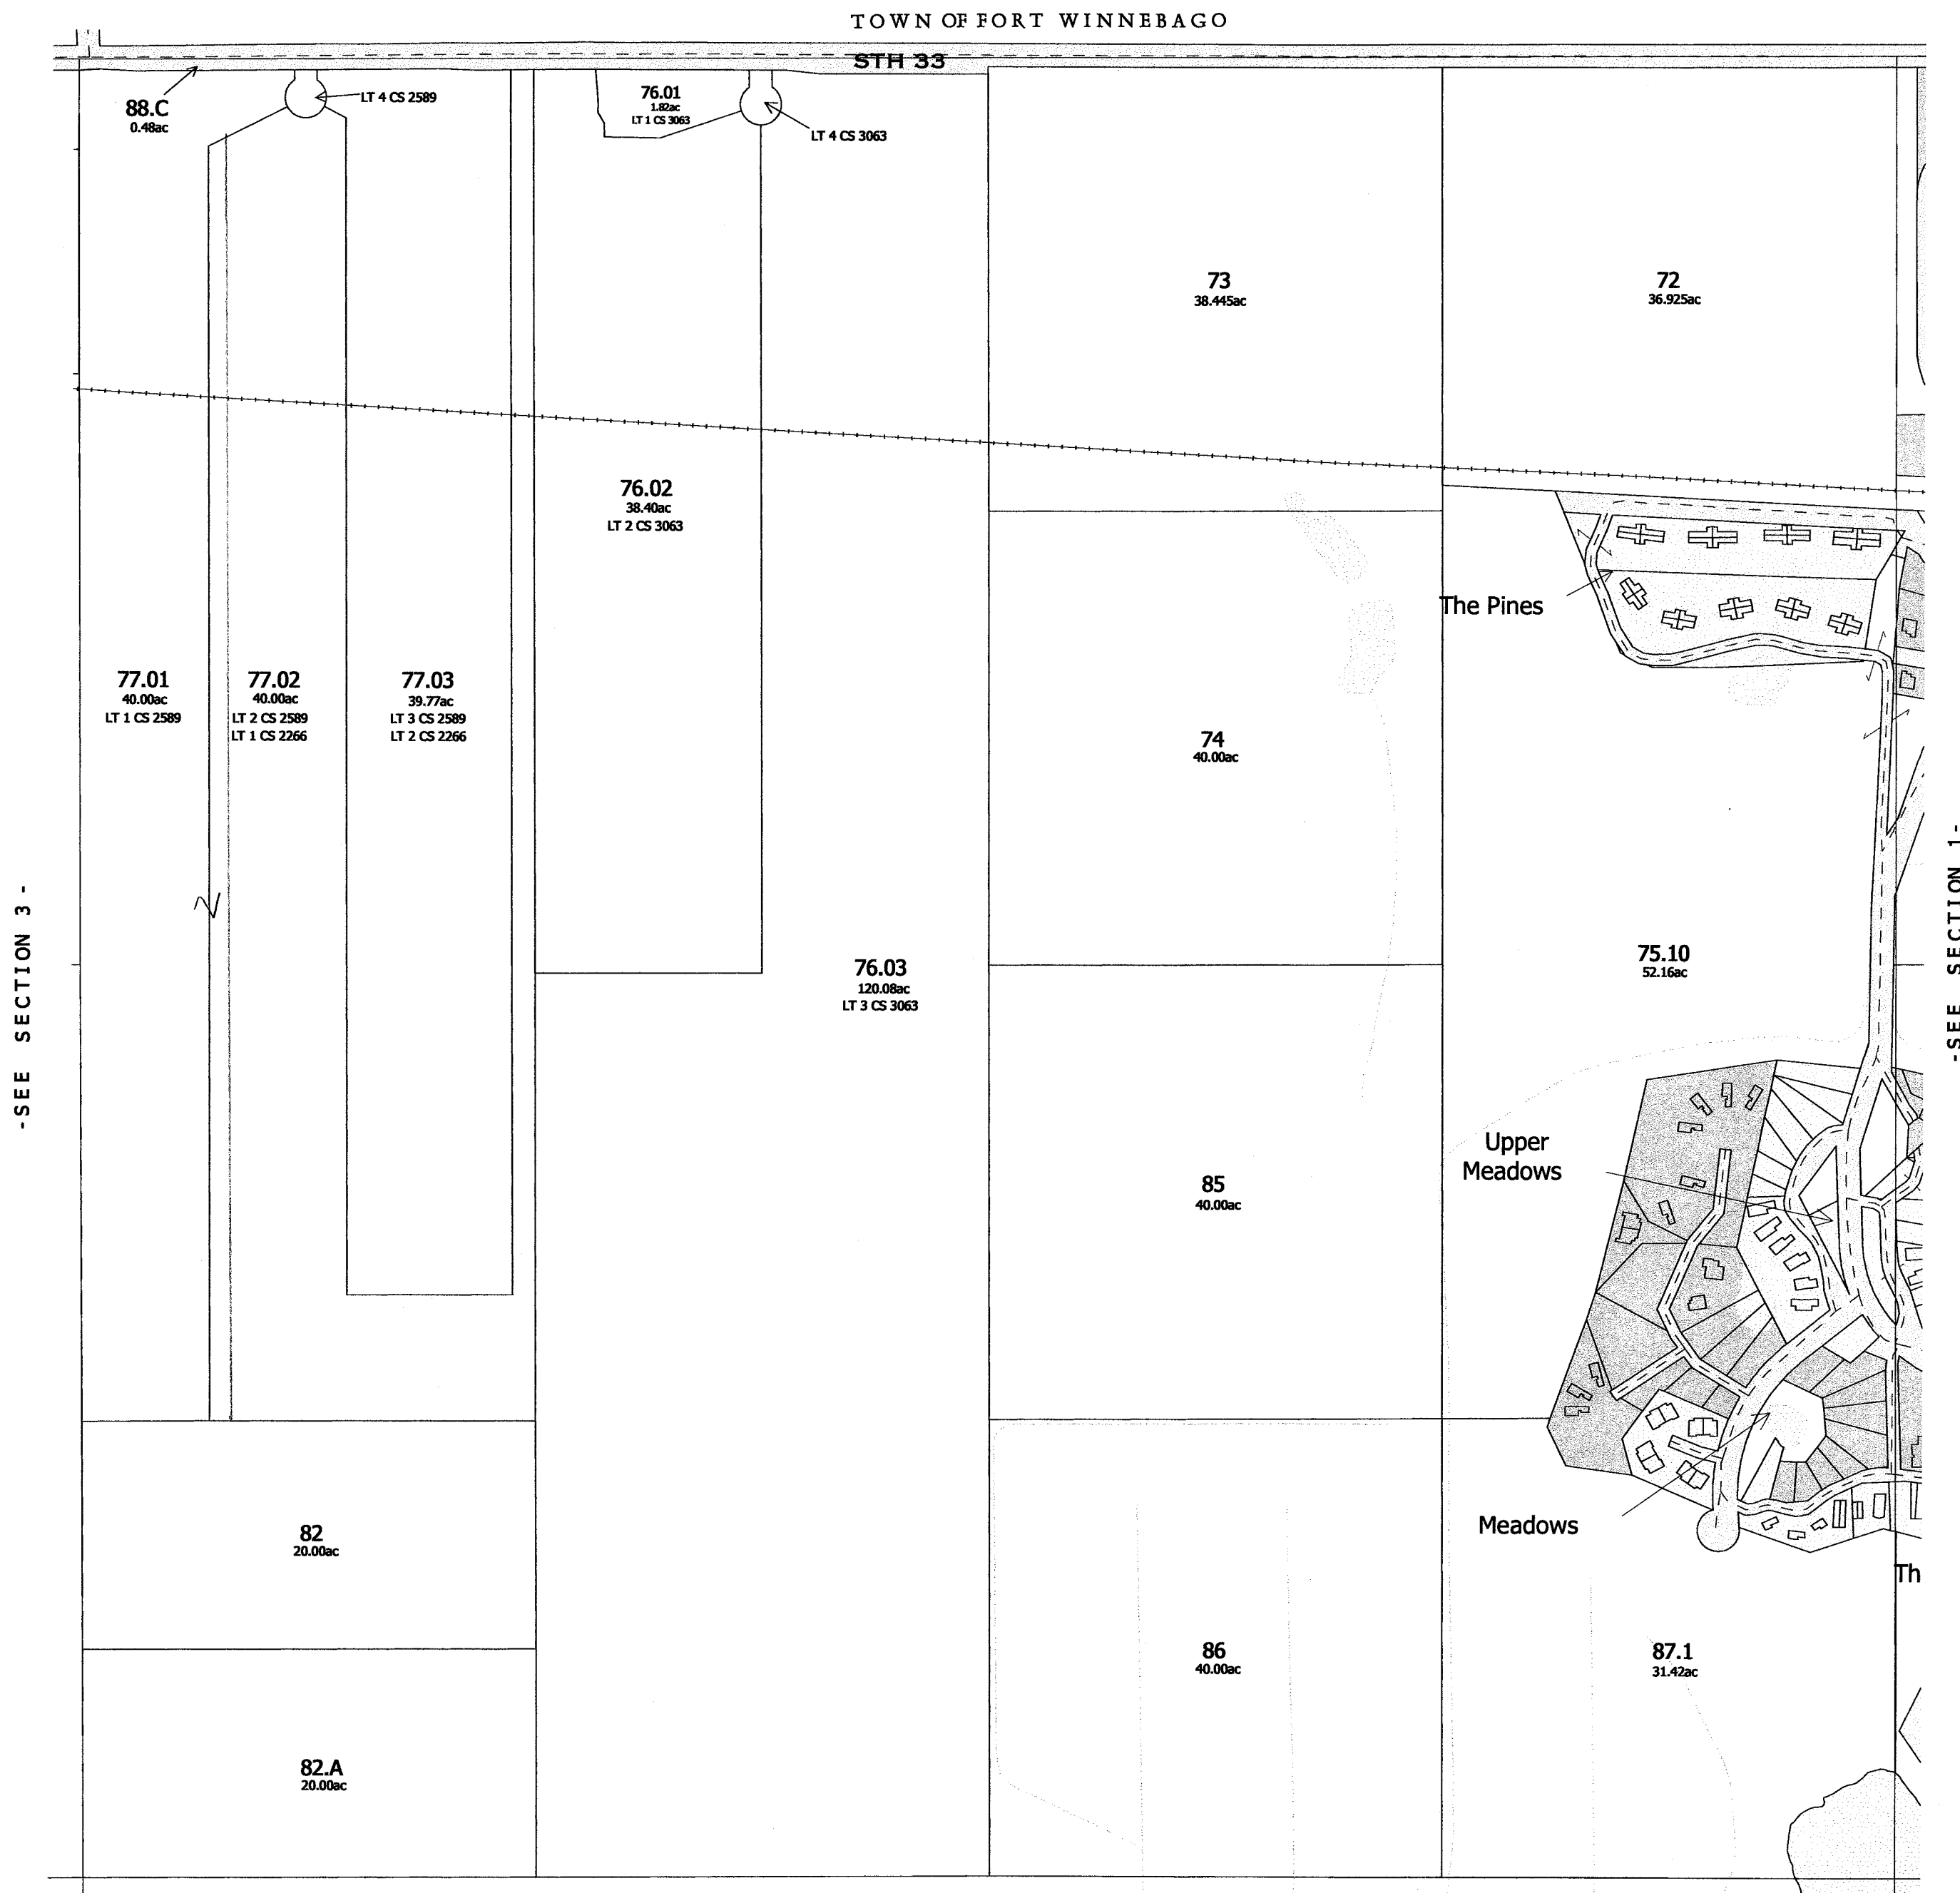 TOWN OF FORT WINNEBAGO
STH 33
88.C
0.48ac
LT 4 CS 2589
76.01
1.82ac
LT 1 CS 3063
LT 4 CS 3063
73
38.445ac
72
36.925ac
76.02
38.40ac
LT 2 CS 3063
The Pines
77.01
40.00ac
LT 1 CS 2589
77.02
40.00ac
LT 2 CS 2589
LT 1 CS 2266
77.03
39.77ac
LT 3 CS 2589
LT 2 CS 2266
74
40.00ac
-SEE SECTION 3 -
76.03
120.08ac
LT 3 CS 3063
75.10
52.16ac
-SEE SECTION 1-
85
40.00ac
Upper
Meadows
82
20.00ac
Meadows
Th
86
40.00ac
87.1
31.42ac
82.A
20.00ac